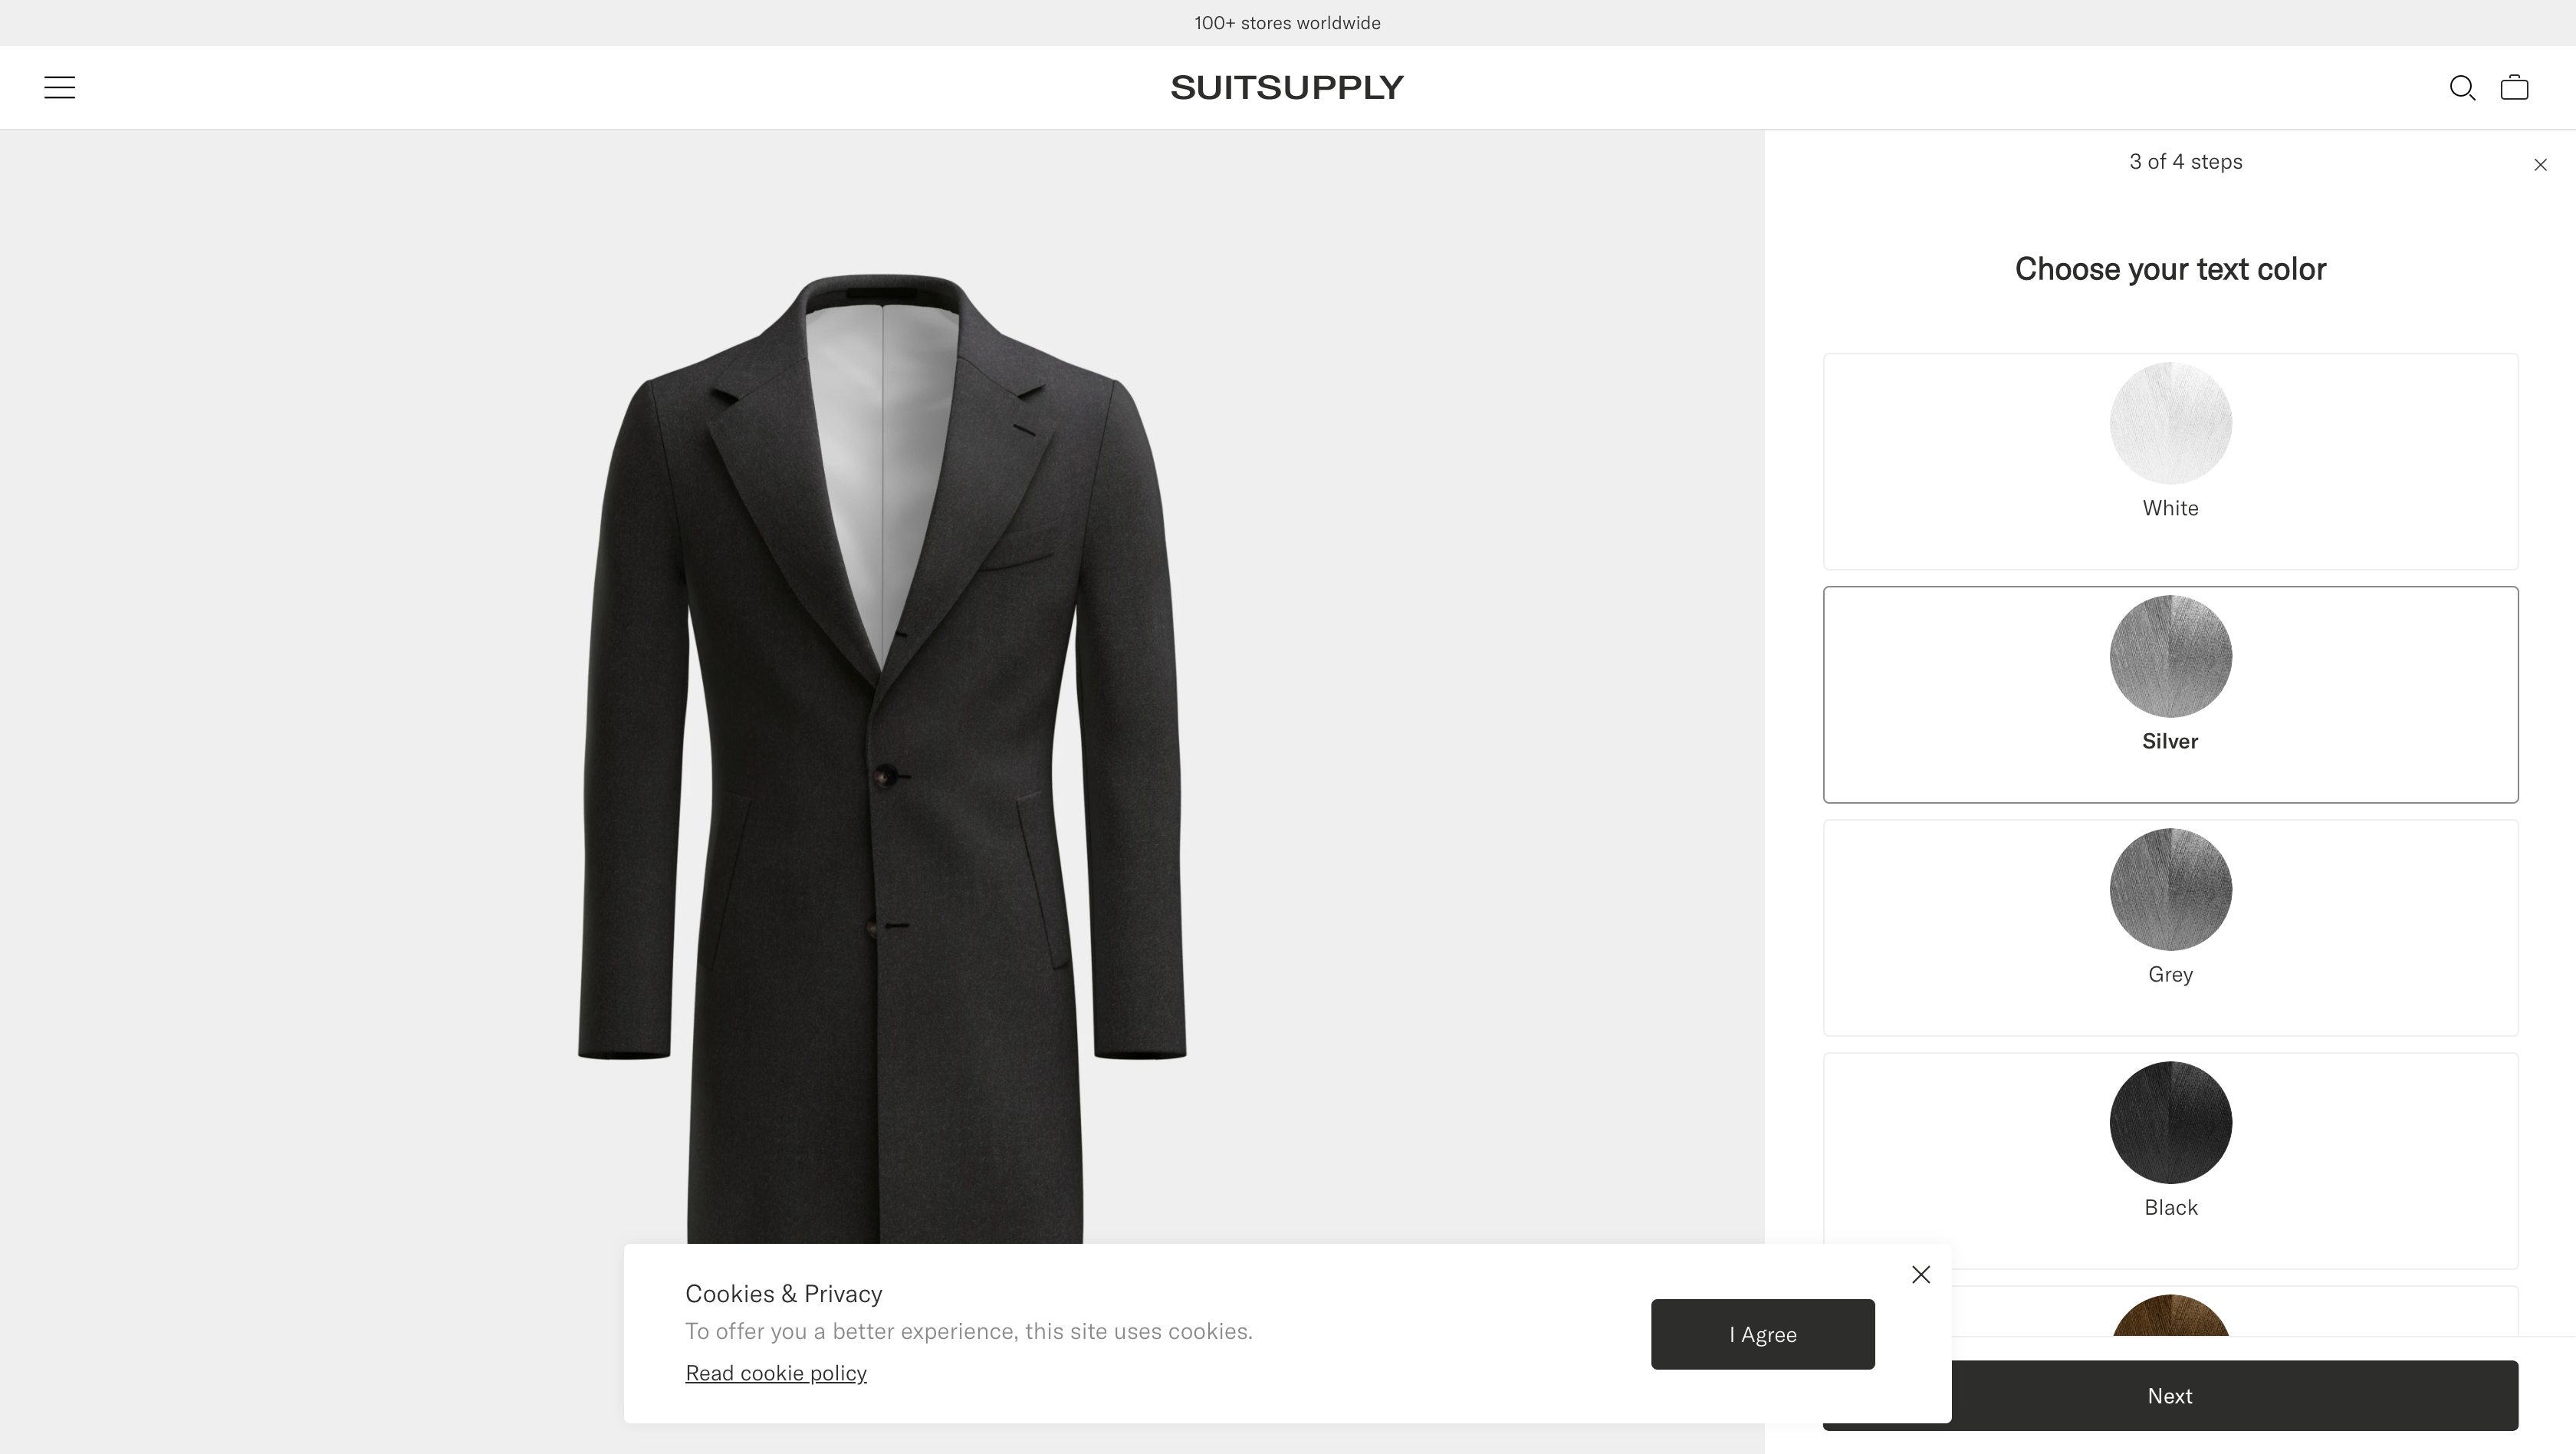 100+ stores worldwide
SUITSUPPLY
3 of 4 steps
Choose your text color
White
Silver
Grey
Black
Cookies & Privacy
To offer you a better experience, this site uses cookies.
Read cookie policy
I Agree
Next